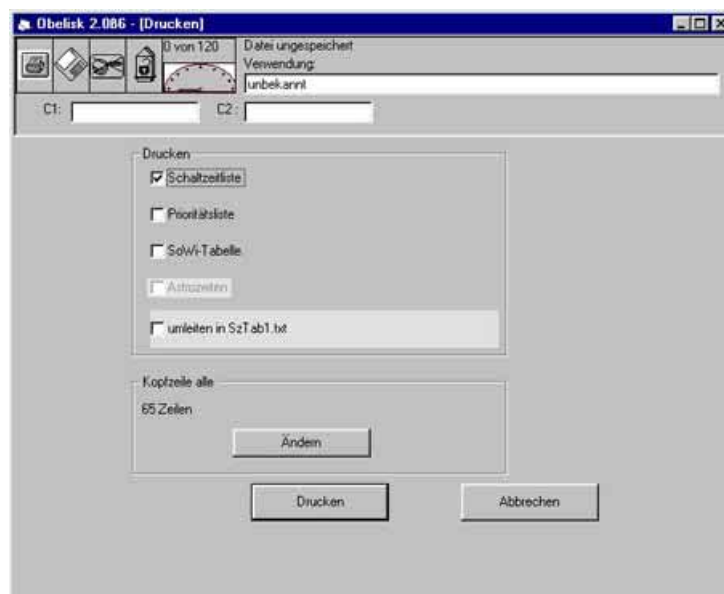 Obelisk 2.086 - [Drucken]
0 von 120
Datei ungespeichert
Verwendung:
unbekannt
C1:
C2:
Drucken
Schaltzeitliste
Prioritätsliste
SoWi-Tabelle
Astrozeiten
umleiten in SzTab1.txt
Kopfzeile alle
65 Zeilen
Ändern
Drucken
Abbrechen